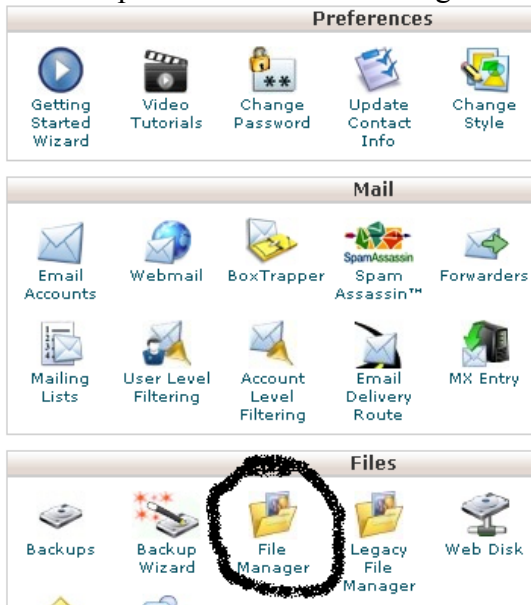 Preferences
Getting Video Change Update Change
Started Tutorials Password Contact Style
Wizard Info
Mail
SpamAssassin
Email Webmail BoxTrapper Spam Forwarders
Accounts Assassin™
Mailing User Level Account Email MX Entry
Lists Filtering Level Delivery
Filtering Route
Files
Backups Backup File Legacy Web Disk
Wizard Manager File
Manager